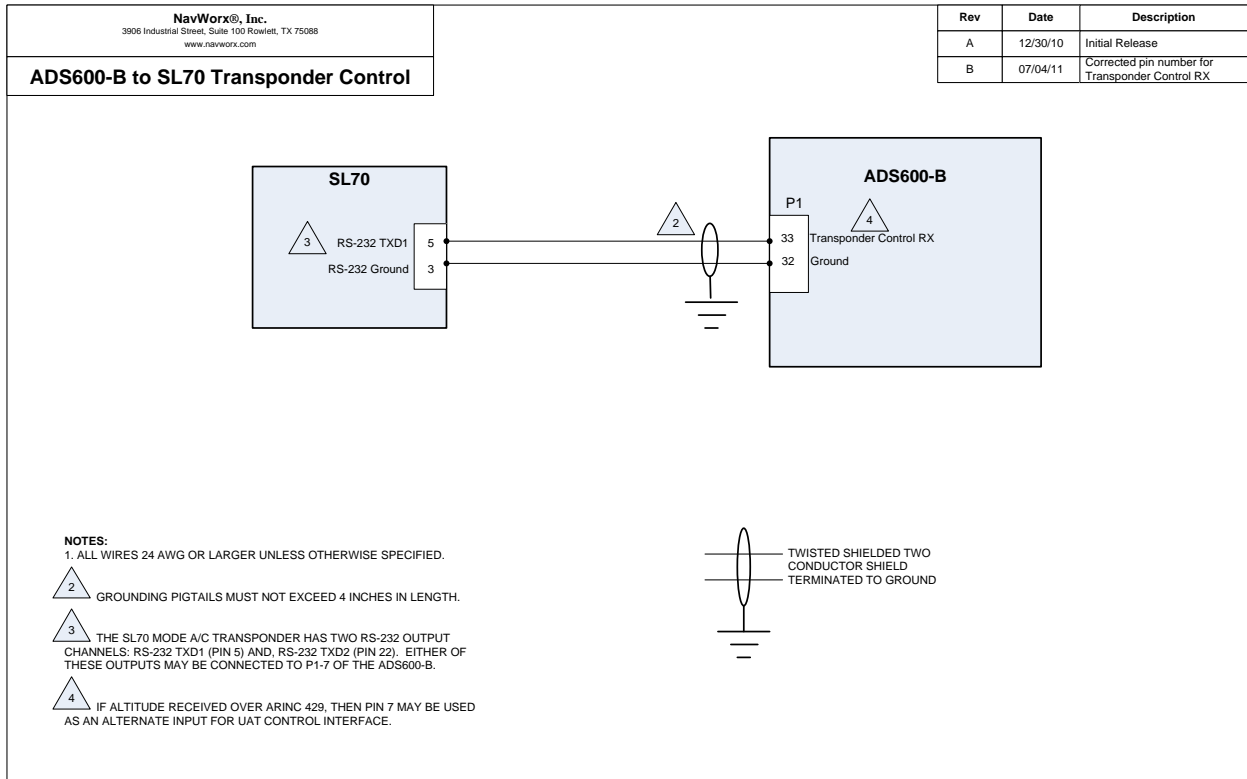 NavWorx®, Inc.
3906 Industrial Street, Suite 100 Rowlett, TX 75088
www.navworx.com
ADS600-B to SL70 Transponder Control
Rev Date Description
A 12/30/10 Initial Release
B 07/04/11 Corrected pin number for
Transponder Control RX
SL70
3 RS-232 TXD1 5
RS-232 Ground 3
2
ADS600-B
P1
4
33 Transponder Control RX
32 Ground
NOTES:
1. ALL WIRES 24 AWG OR LARGER UNLESS OTHERWISE SPECIFIED.
2 GROUNDING PIGTAILS MUST NOT EXCEED 4 INCHES IN LENGTH.
3 THE SL70 MODE A/C TRANSPONDER HAS TWO RS-232 OUTPUT
CHANNELS: RS-232 TXD1 (PIN 5) AND, RS-232 TXD2 (PIN 22). EITHER OF
THESE OUTPUTS MAY BE CONNECTED TO P1-7 OF THE ADS600-B.
4 IF ALTITUDE RECEIVED OVER ARINC 429, THEN PIN 7 MAY BE USED
AS AN ALTERNATE INPUT FOR UAT CONTROL INTERFACE.
TWISTED SHIELDED TWO
CONDUCTOR SHIELD
TERMINATED TO GROUND